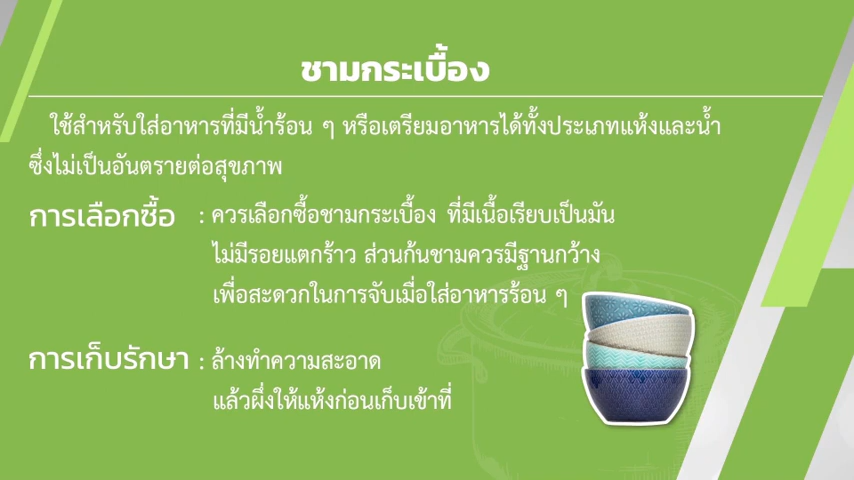 ชามกระเบื้อง
ใช้สำหรับใส่อาหารที่มีน้ำร้อน ๆ หรือเตรียมอาหารได้ทั้งประเภทแห้งและน้ำ
ซึ่งไม่เป็นอันตรายต่อสุขภาพ
การเลือกซื้อ : ควรเลือกซื้อชามกระเบื้อง ที่มีเนื้อเรียบเป็นมัน
ไม่มีรอยแตกร้าว ส่วนก้นชามควรมีฐานกว้าง
เพื่อสะดวกในการจับเมื่อใส่อาหารร้อน ๆ
การเก็บรักษา : ล้างทำความสะอาด
แล้วผึ่งให้แห้งก่อนเก็บเข้าที่